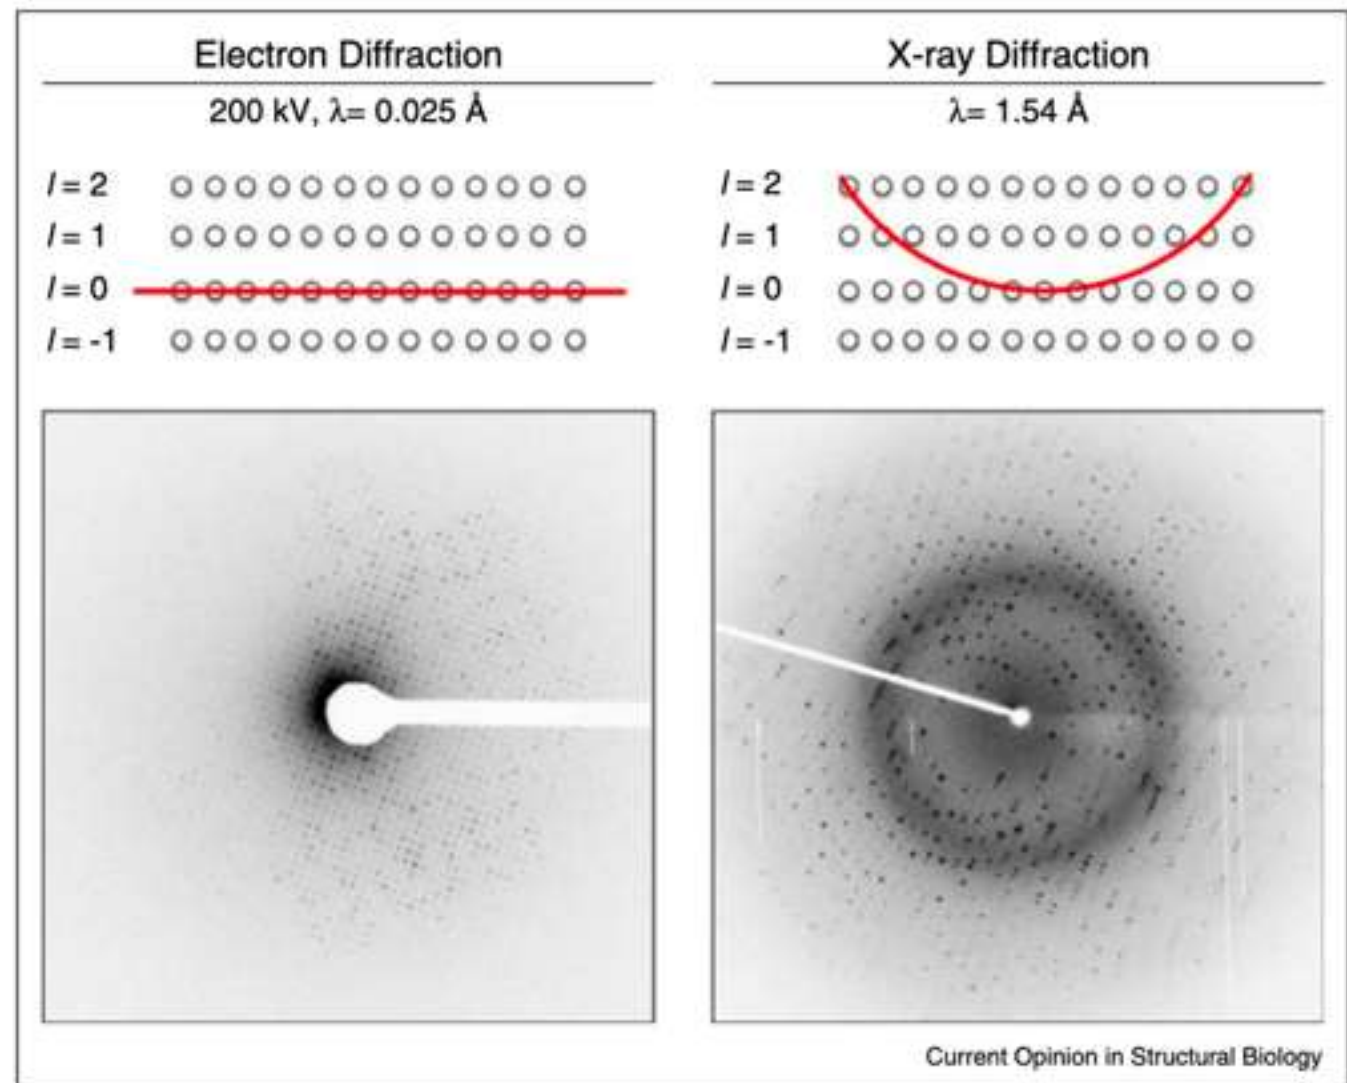 Electron Diffraction
200 kV, λ= 0.025 Å
l = 2
l = 1
l = 0
l = -1
X-ray Diffraction
λ= 1.54 Å
l = 2
l = 1
l = 0
l = -1
Current Opinion in Structural Biology